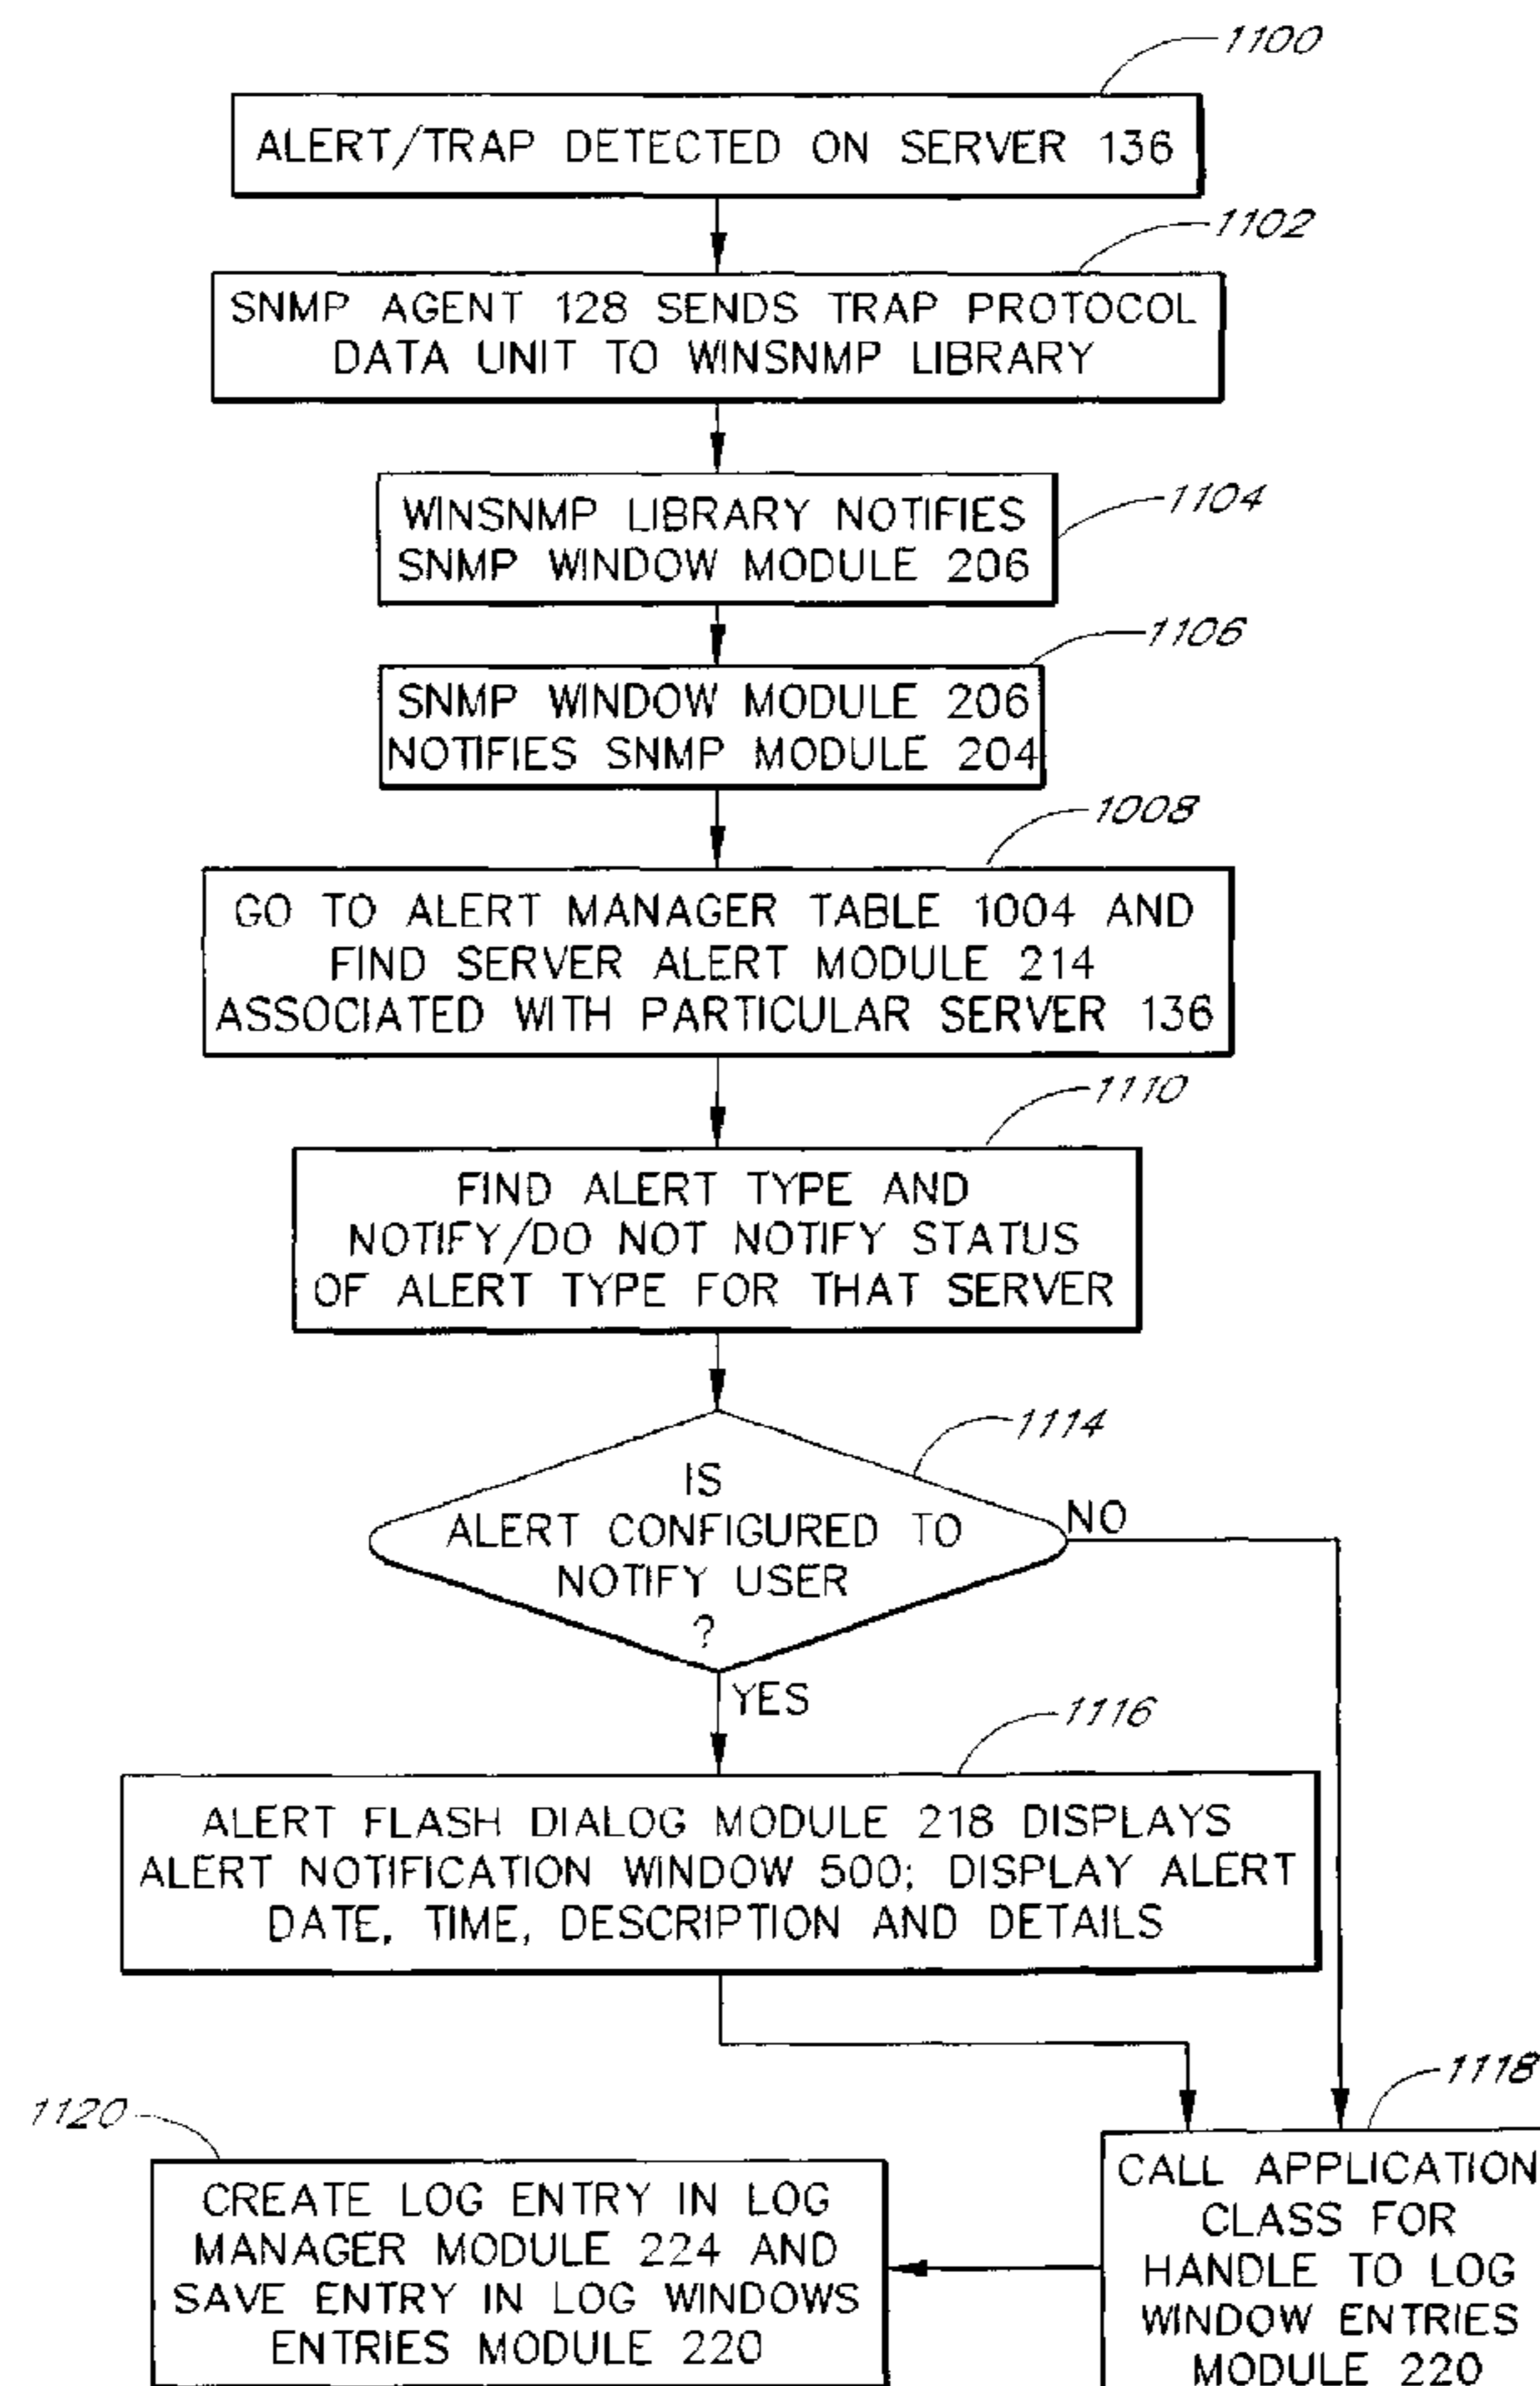 1100
ALERT/TRAP DETECTED ON SERVER 136
1102
SNMP AGENT 128 SENDS TRAP PROTOCOL
DATA UNIT TO WINSNMP LIBRARY
1104
WINSNMP LIBRARY NOTIFIES
SNMP WINDOW MODULE 206
1106
SNMP WINDOW MODULE 206
NOTIFIES SNMP MODULE 204
1008
GO TO ALERT MANAGER TABLE 1004 AND
FIND SERVER ALERT MODULE 214
ASSOCIATED WITH PARTICULAR SERVER 136
1110
FIND ALERT TYPE AND
NOTIFY/DO NOT NOTIFY STATUS
OF ALERT TYPE FOR THAT SERVER
1114
IS
ALERT CONFIGURED TO
NOTIFY USER
?
NO
YES
1116
ALERT FLASH DIALOG MODULE 218 DISPLAYS
ALERT NOTIFICATION WINDOW 500; DISPLAY ALERT
DATE, TIME, DESCRIPTION AND DETAILS
1118
CALL APPLICATION
CLASS FOR
HANDLE TO LOG
WINDOW ENTRIES
MODULE 220
1120
CREATE LOG ENTRY IN LOG
MANAGER MODULE 224 AND
SAVE ENTRY IN LOG WINDOWS
ENTRIES MODULE 220